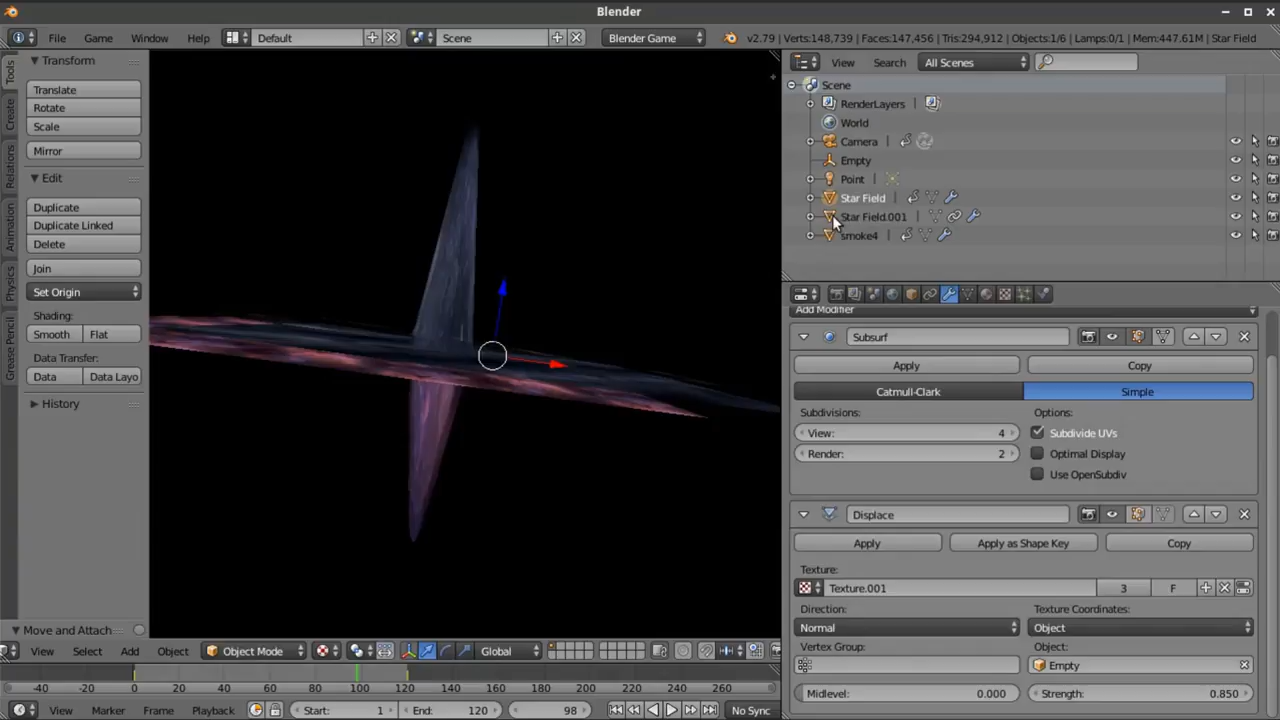 Blender
File Game Window Help Default Scene Blender Game v2.79 | Verts:148,739 | Faces:147,456 | Tris:294,912 | Objects:1/6 | Lamps:0/1 | Mem:447.61M | Star Field
Tools
Create
Relations
Animation
Physics
Grease Pencil
Transform
Translate
Rotate
Scale
Mirror
Edit
Duplicate
Duplicate Linked
Delete
Join
Set Origin
Shading:
Smooth Flat
Data Transfer:
Data Data Layo
History
Move and Attach
View Select Add Object Object Mode Global
-40 -20 0 20 40 60 80 100 120 140 160 180 200 220 240 260
View Marker Frame Playback Start: 1 End: 120 98 No Sync
View Search All Scenes
Scene
RenderLayers |
World
Camera |
Empty
Point |
Star Field |
Star Field.001 |
smoke4 |
Add Modifier
Subsurf
Apply Copy
Catmull-Clark Simple
Subdivisions: Options:
View: 4 Subdivide UVs
Render: 2 Optimal Display
Use OpenSubdiv
Displace
Apply Apply as Shape Key Copy
Texture:
Texture.001 3 F
Direction: Texture Coordinates:
Normal Object
Vertex Group: Object:
Empty
Midlevel: 0.000 Strength: 0.850